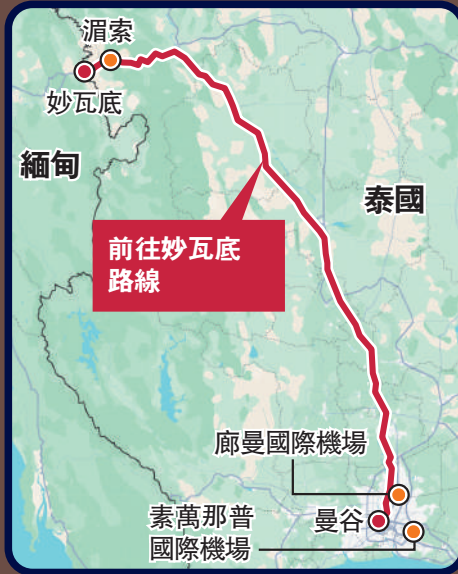 湄索
妙瓦底
緬甸
泰國
前往妙瓦底
路線
廊曼國際機場
素萬那普
國際機場
曼谷